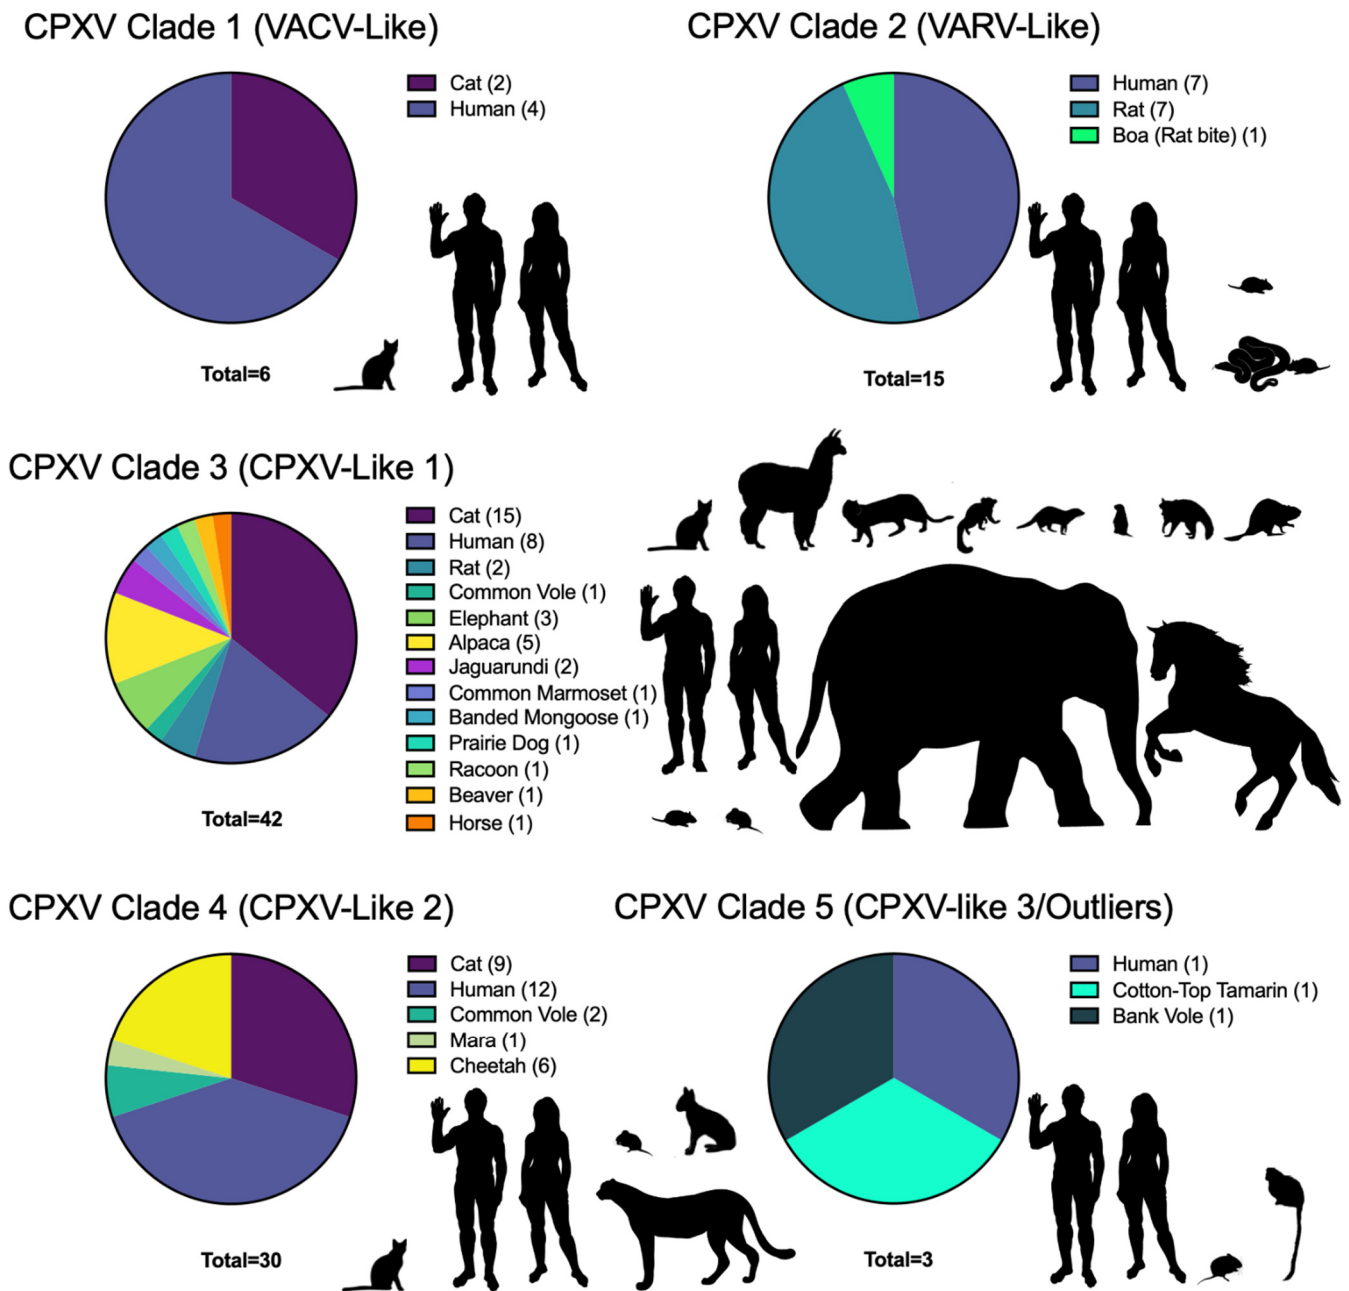 CPXV Clade 1 (VACV-Like)
Cat (2)
Human (4)
Total=6
CPXV Clade 2 (VARV-Like)
Human (7)
Rat (7)
Boa (Rat bite) (1)
Total=15
CPXV Clade 3 (CPXV-Like 1)
Cat (15)
Human (8)
Rat (2)
Common Vole (1)
Elephant (3)
Alpaca (5)
Jaguarundi (2)
Common Marmoset (1)
Banded Mongoose (1)
Prairie Dog (1)
Racoon (1)
Beaver (1)
Horse (1)
Total=42
CPXV Clade 4 (CPXV-Like 2)
Cat (9)
Human (12)
Common Vole (2)
Mara (1)
Cheetah (6)
Total=30
CPXV Clade 5 (CPXV-like 3/Outliers)
Human (1)
Cotton-Top Tamarin (1)
Bank Vole (1)
Total=3